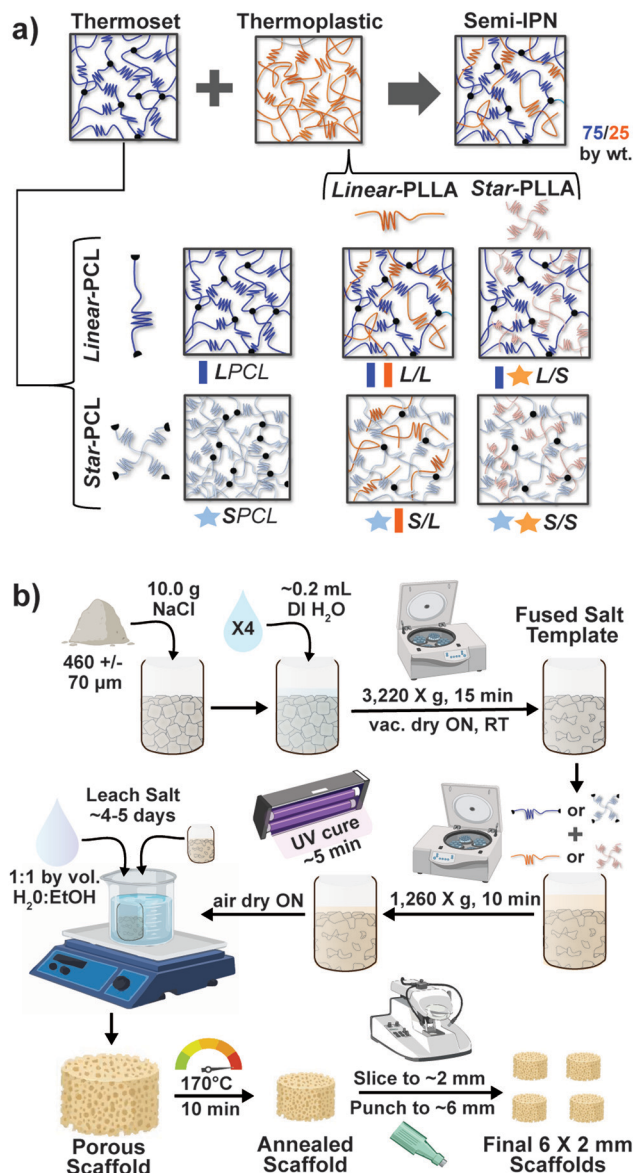 a)
Thermoset
Thermoplastic
Semi-IPN
75/25
by wt.
Linear-PLLA
Star-PLLA
Linear-PCL
LPCL
L/L
L/S
Star-PCL
SPCL
S/L
S/S
b)
10.0 g
NaCl
460 +/-
70 µm
X4
~0.2 mL
DI H₂O
3,220 X g, 15 min
vac. dry ON, RT
Fused Salt
Template
or
+
or
1,260 X g, 10 min
UV cure
~5 min
air dry ON
Leach Salt
~4-5 days
1:1 by vol.
H₂0:EtOH
Porous
Scaffold
170°C
10 min
Annealed
Scaffold
Slice to ~2 mm
Punch to ~6 mm
Final 6 X 2 mm
Scaffolds